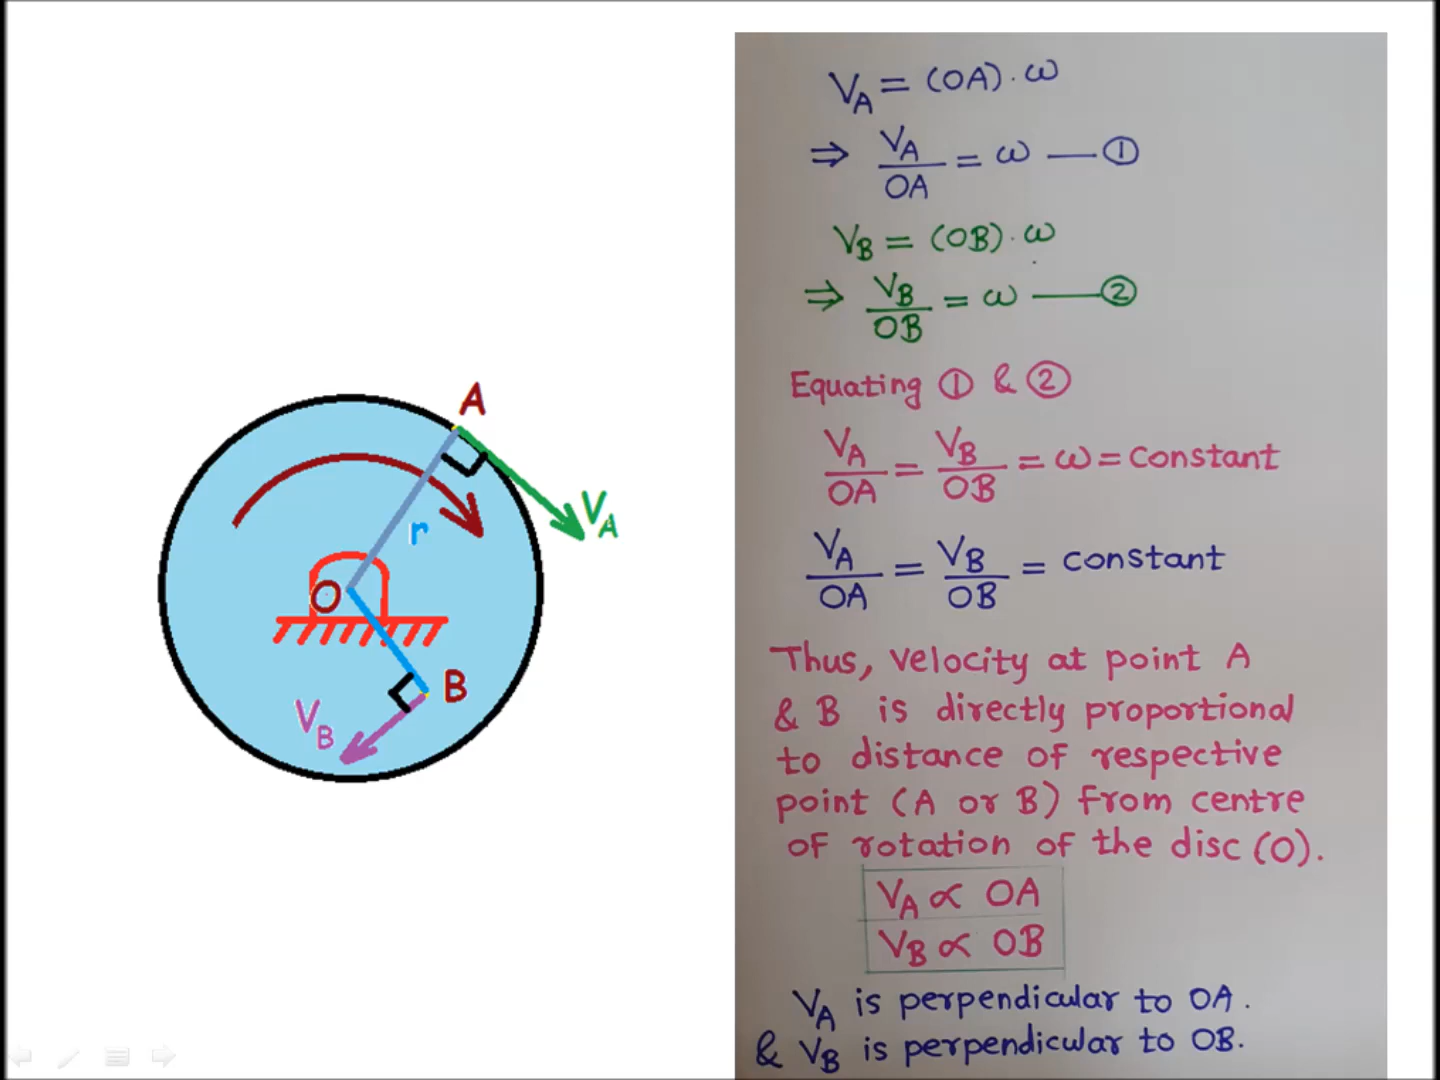 A
V_A
r
O
B
V_B
V_A = (OA) · ω
⇒ V_A / OA = ω — ①
V_B = (OB) · ω
⇒ V_B / OB = ω — ②
Equating ① & ②
V_A / OA = V_B / OB = ω = constant
V_A / OA = V_B / OB = constant
Thus, velocity at point A
& B is directly proportional
to distance of respective
point (A or B) from centre
of rotation of the disc (O).
V_A ∝ OA
V_B ∝ OB
V_A is perpendicular to OA.
& V_B is perpendicular to OB.